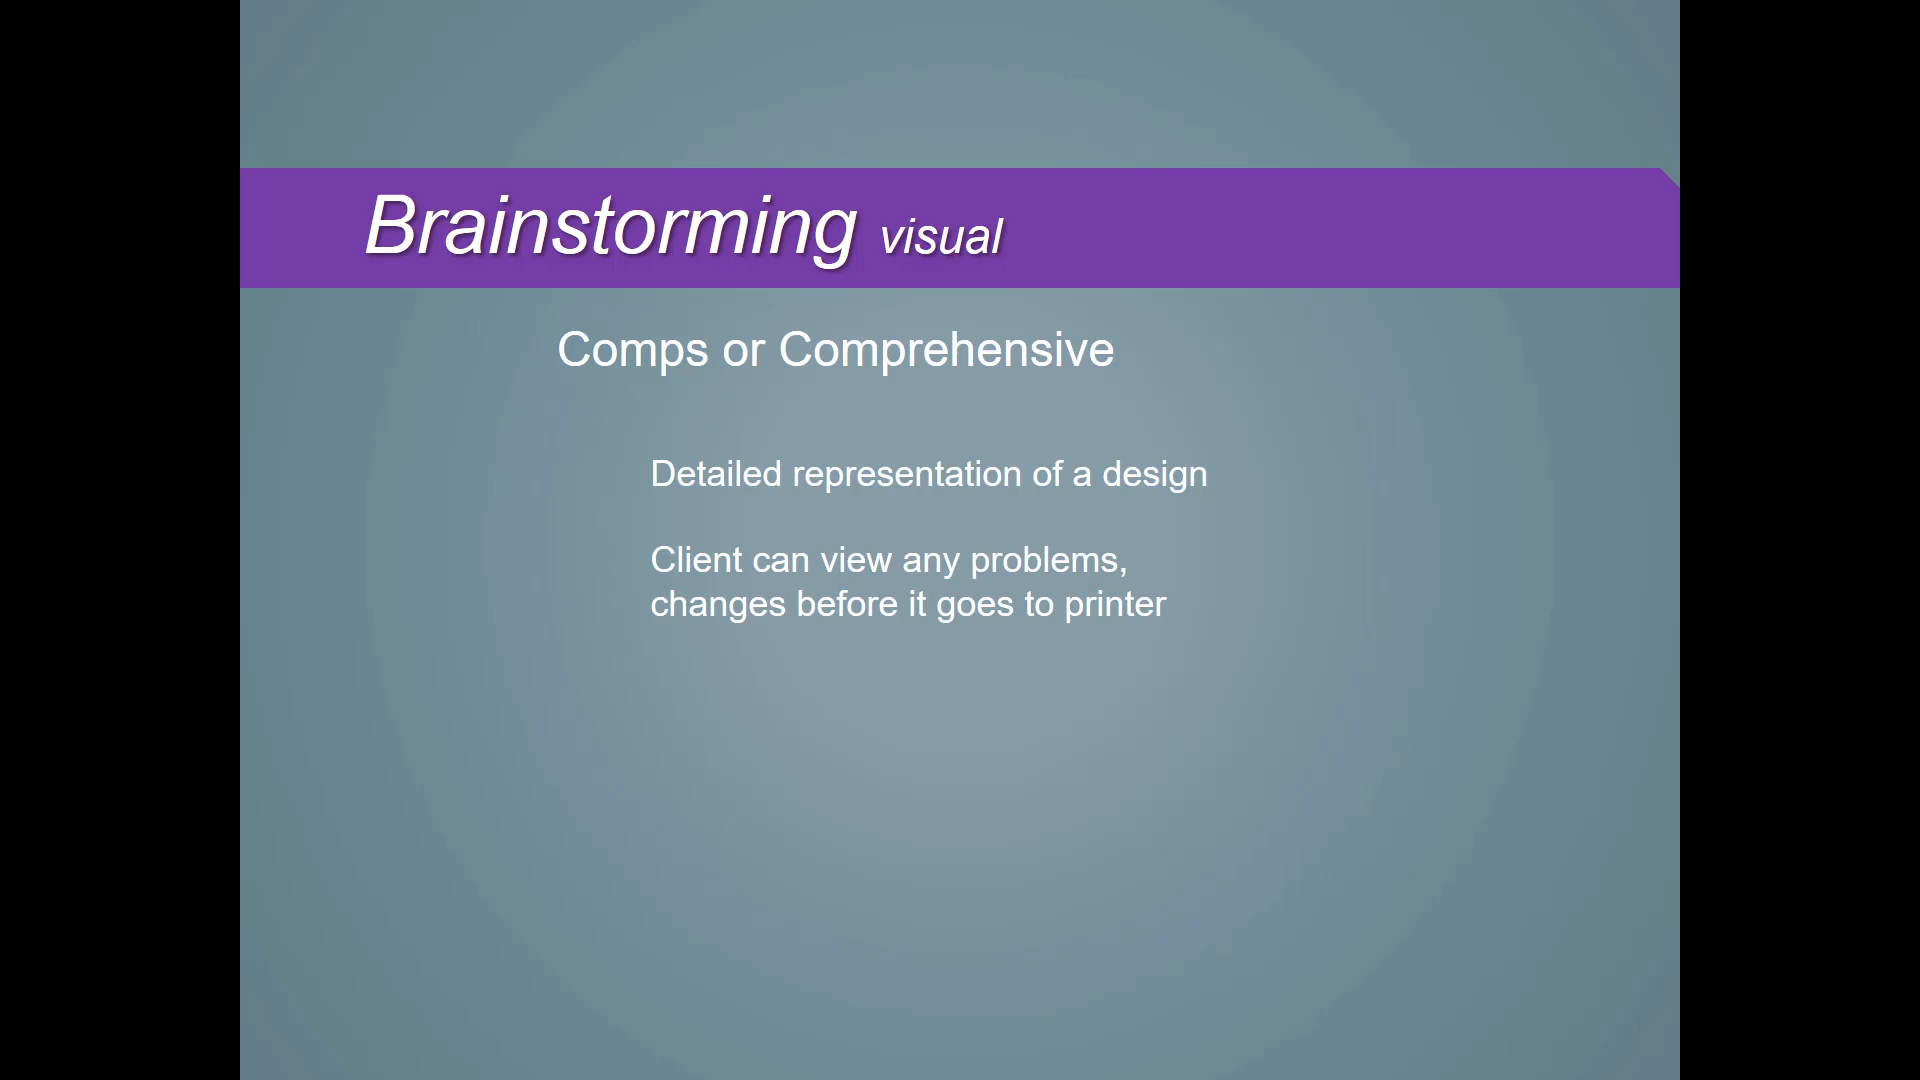 Brainstorming visual
Comps or Comprehensive
Detailed representation of a design
Client can view any problems,
changes before it goes to printer